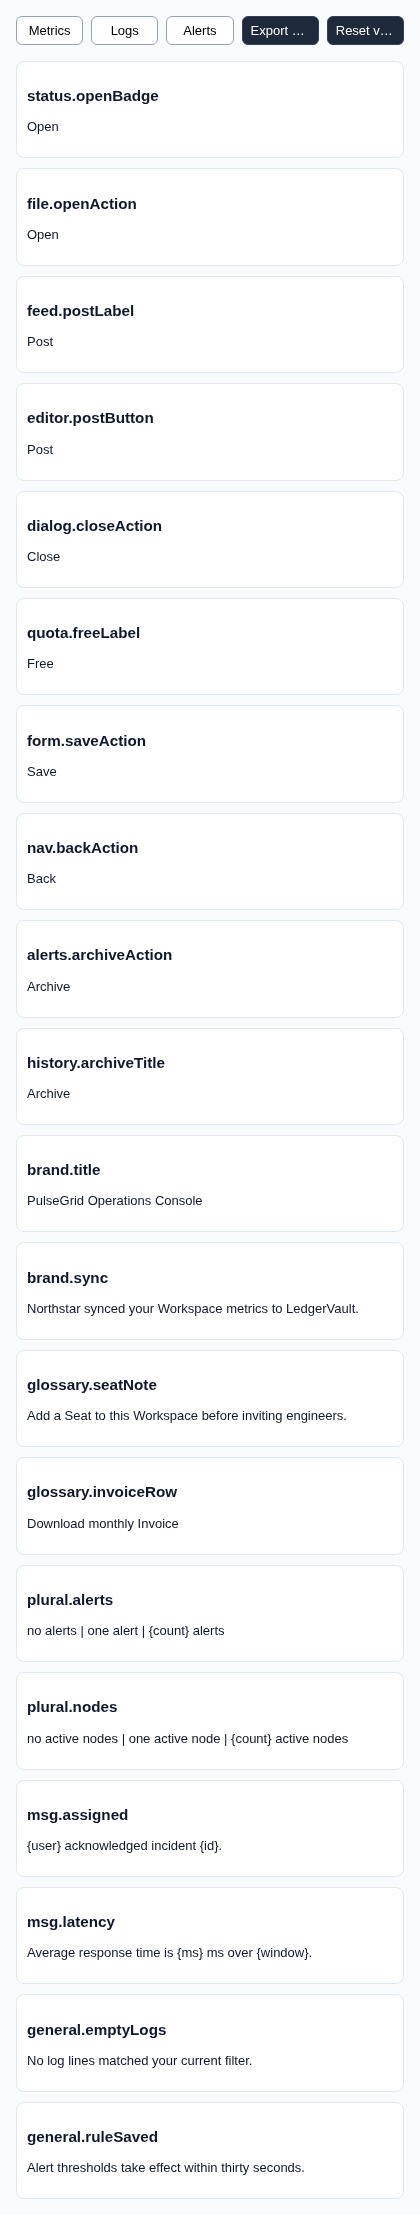 Metrics
Logs
Alerts
Export …
Reset v…
status.openBadge
Open
file.openAction
Open
feed.postLabel
Post
editor.postButton
Post
dialog.closeAction
Close
quota.freeLabel
Free
form.saveAction
Save
nav.backAction
Back
alerts.archiveAction
Archive
history.archiveTitle
Archive
brand.title
PulseGrid Operations Console
brand.sync
Northstar synced your Workspace metrics to LedgerVault.
glossary.seatNote
Add a Seat to this Workspace before inviting engineers.
glossary.invoiceRow
Download monthly Invoice
plural.alerts
no alerts | one alert | {count} alerts
plural.nodes
no active nodes | one active node | {count} active nodes
msg.assigned
{user} acknowledged incident {id}.
msg.latency
Average response time is {ms} ms over {window}.
general.emptyLogs
No log lines matched your current filter.
general.ruleSaved
Alert thresholds take effect within thirty seconds.